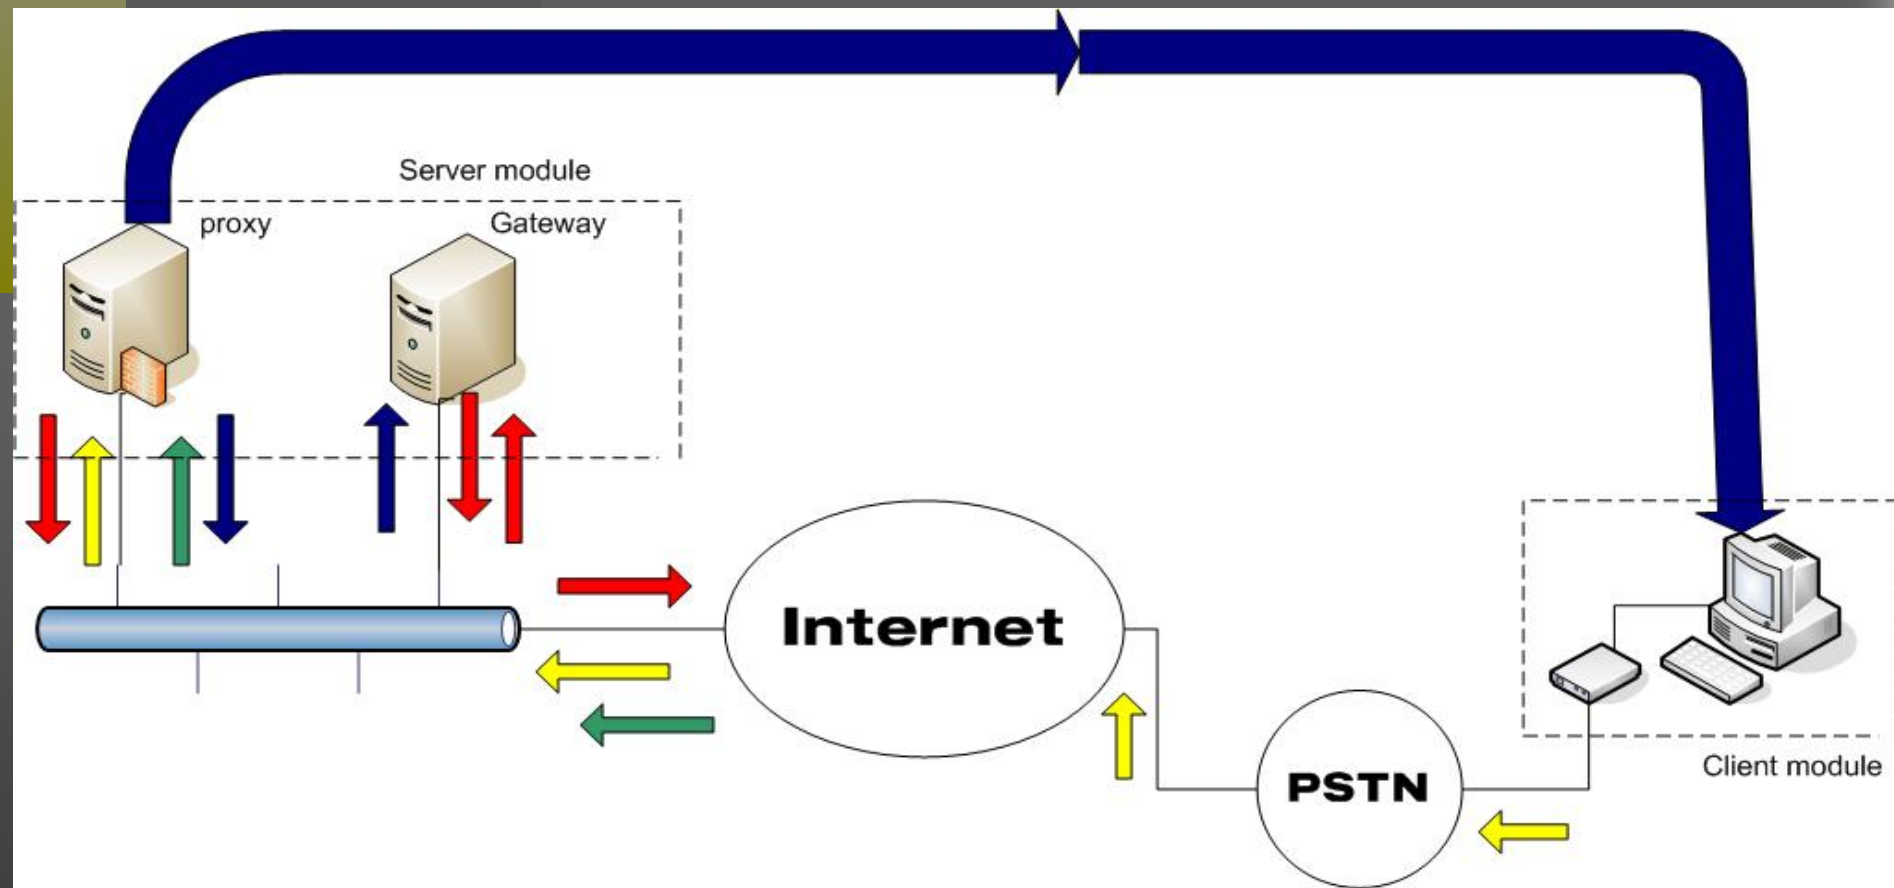 Server module
proxy
Gateway
Internet
PSTN
Client module